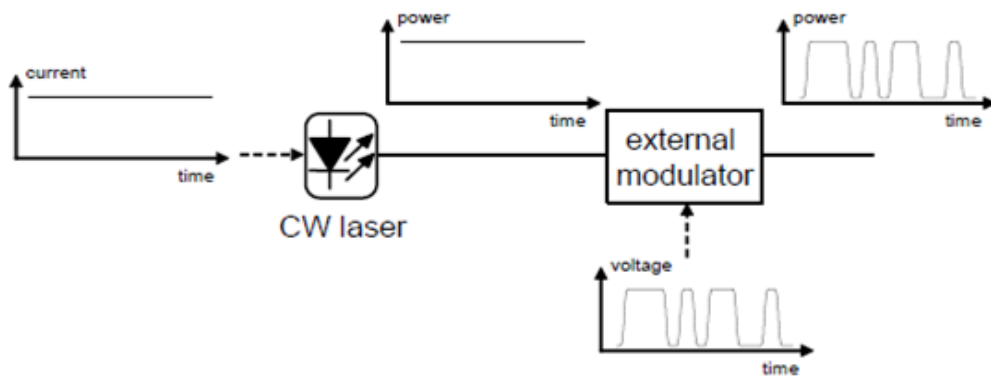 power
power
current
time
time
time
external
modulator
CW laser
voltage
time